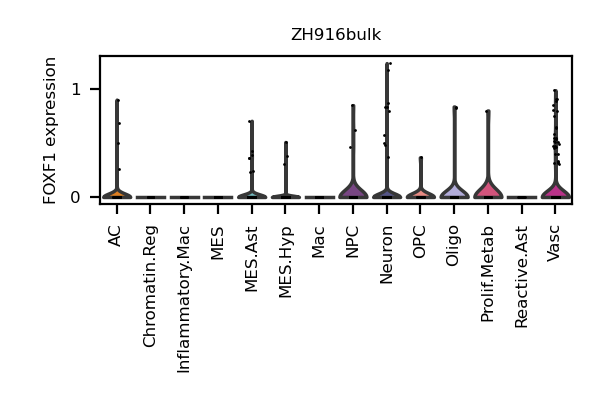 ZH916bulk
FOXF1 expression
1
0
AC
Chromatin.Reg
Inflammatory.Mac
MES
MES.Ast
MES.Hyp
Mac
NPC
Neuron
OPC
Oligo
Prolif.Metab
Reactive.Ast
Vasc